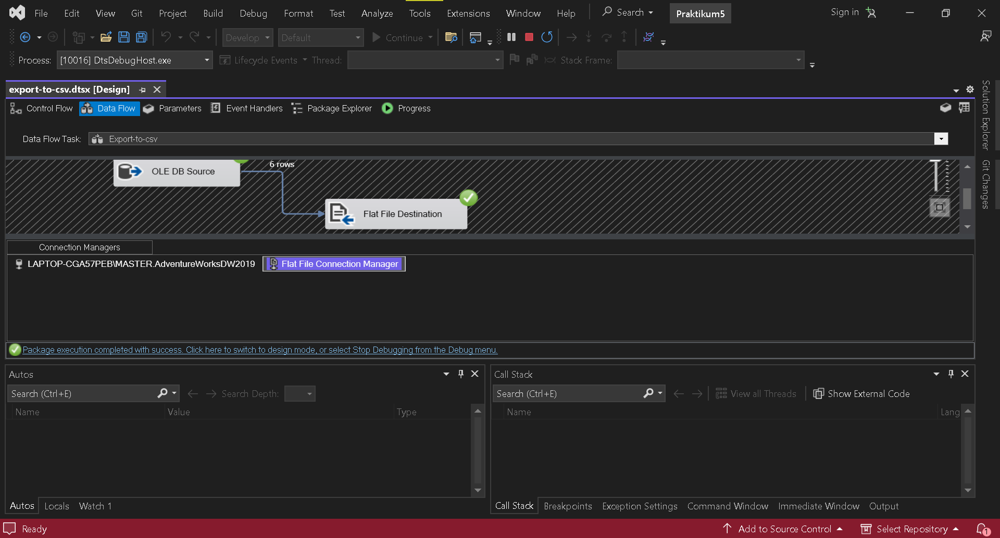 File Edit View Git Project Build Debug Format Test Analyze Tools Extensions Window Help Search Praktikum5 Sign in
Develop Default Continue
Process: [10016] DtsDebugHost.exe Lifecycle Events Thread: Stack Frame:
export-to-csv.dtsx [Design]
Control Flow Data Flow Parameters Event Handlers Package Explorer Progress
Data Flow Task: Export-to-csv
6 rows
OLE DB Source
Flat File Destination
Connection Managers
LAPTOP-CGA57PEB\MASTER.AdventureWorksDW2019 Flat File Connection Manager
Package execution completed with success. Click here to switch to design mode, or select Stop Debugging from the Debug menu.
Solution Explorer
Git Changes
Autos
Search (Ctrl+E) Search Depth:
Name Value Type
Autos Locals Watch 1
Call Stack
Search (Ctrl+E) View all Threads Show External Code
Name Lang
Call Stack Breakpoints Exception Settings Command Window Immediate Window Output
Ready Add to Source Control Select Repository 1